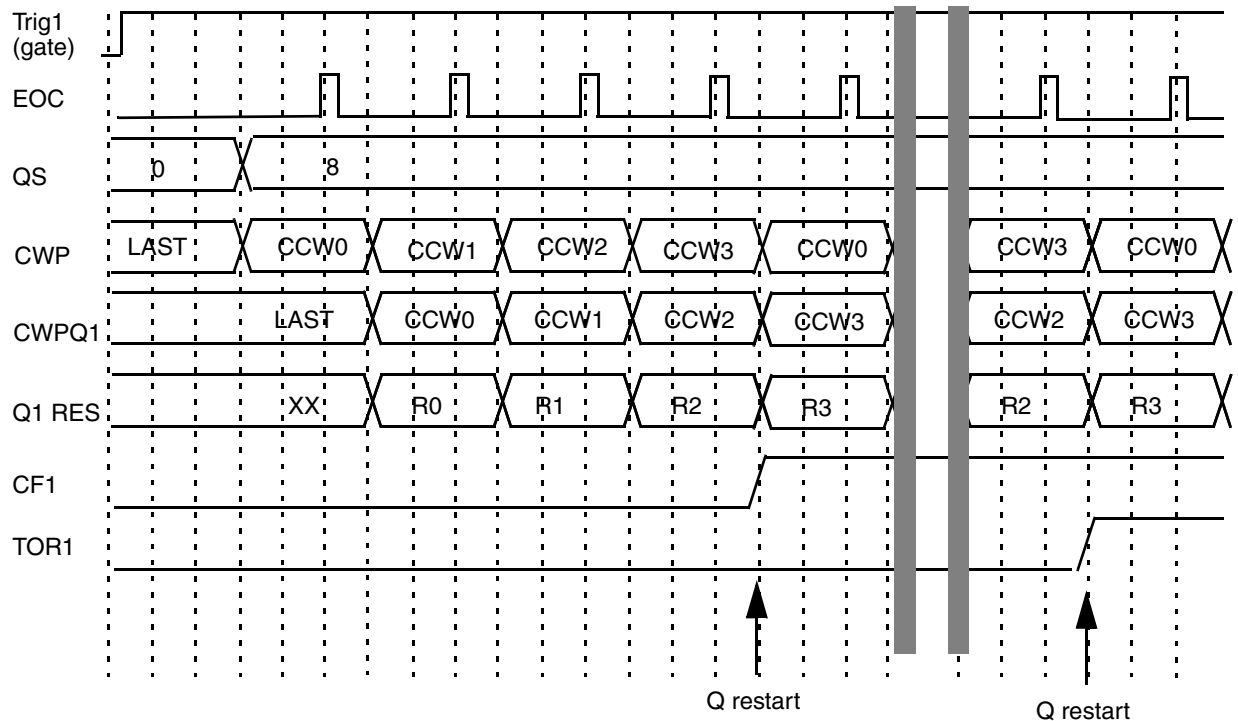 Trig1
(gate)
EOC
QS 0 8
CWP LAST CCW0 CCW1 CCW2 CCW3 CCW0 CCW3 CCW0
CWPQ1 LAST CCW0 CCW1 CCW2 CCW3 CCW2 CCW3
Q1 RES XX R0 R1 R2 R3 R2 R3
CF1
TOR1
Q restart Q restart